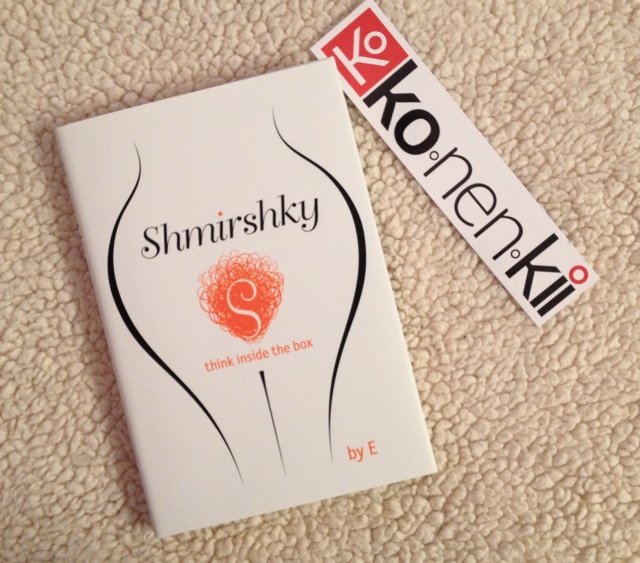 Shmirshky
S
think inside the box
by E
Ko
ko·nen·kii